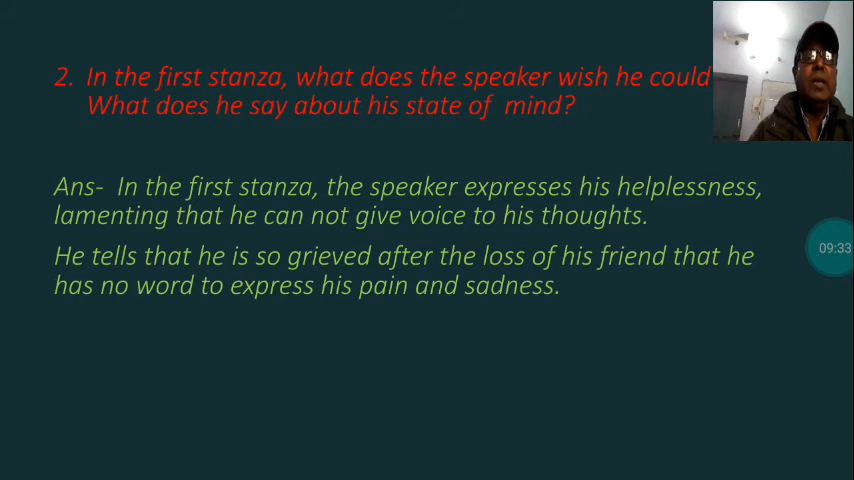 2. In the first stanza, what does the speaker wish he could
What does he say about his state of mind?
Ans- In the first stanza, the speaker expresses his helplessness,
lamenting that he can not give voice to his thoughts.
He tells that he is so grieved after the loss of his friend that he
has no word to express his pain and sadness.
09:33